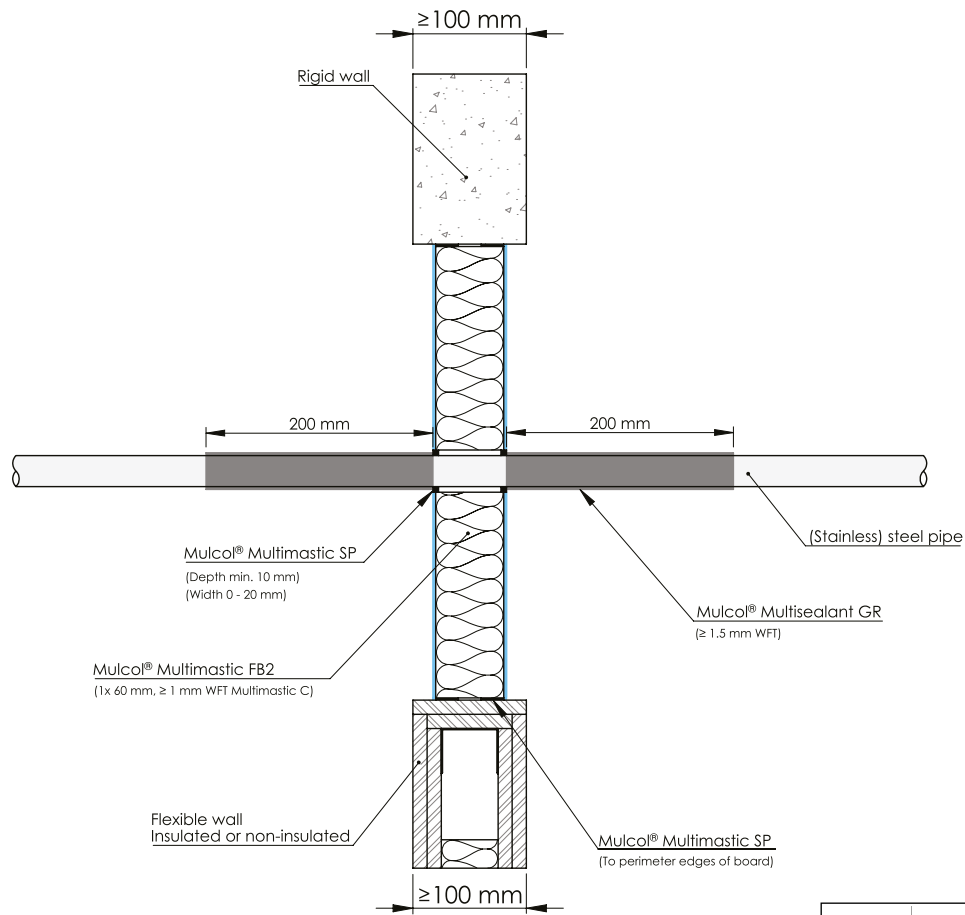 ≥100 mm
Rigid wall
200 mm
200 mm
(Stainless) steel pipe
Mulcol® Multimastic SP
(Depth min. 10 mm)
(Width 0 - 20 mm)
Mulcol® Multisealant GR
(≥ 1.5 mm WFT)
Mulcol® Multimastic FB2
(1x 60 mm, ≥ 1 mm WFT Multimastic C)
Flexible wall
Insulated or non-insulated
Mulcol® Multimastic SP
(To perimeter edges of board)
≥100 mm